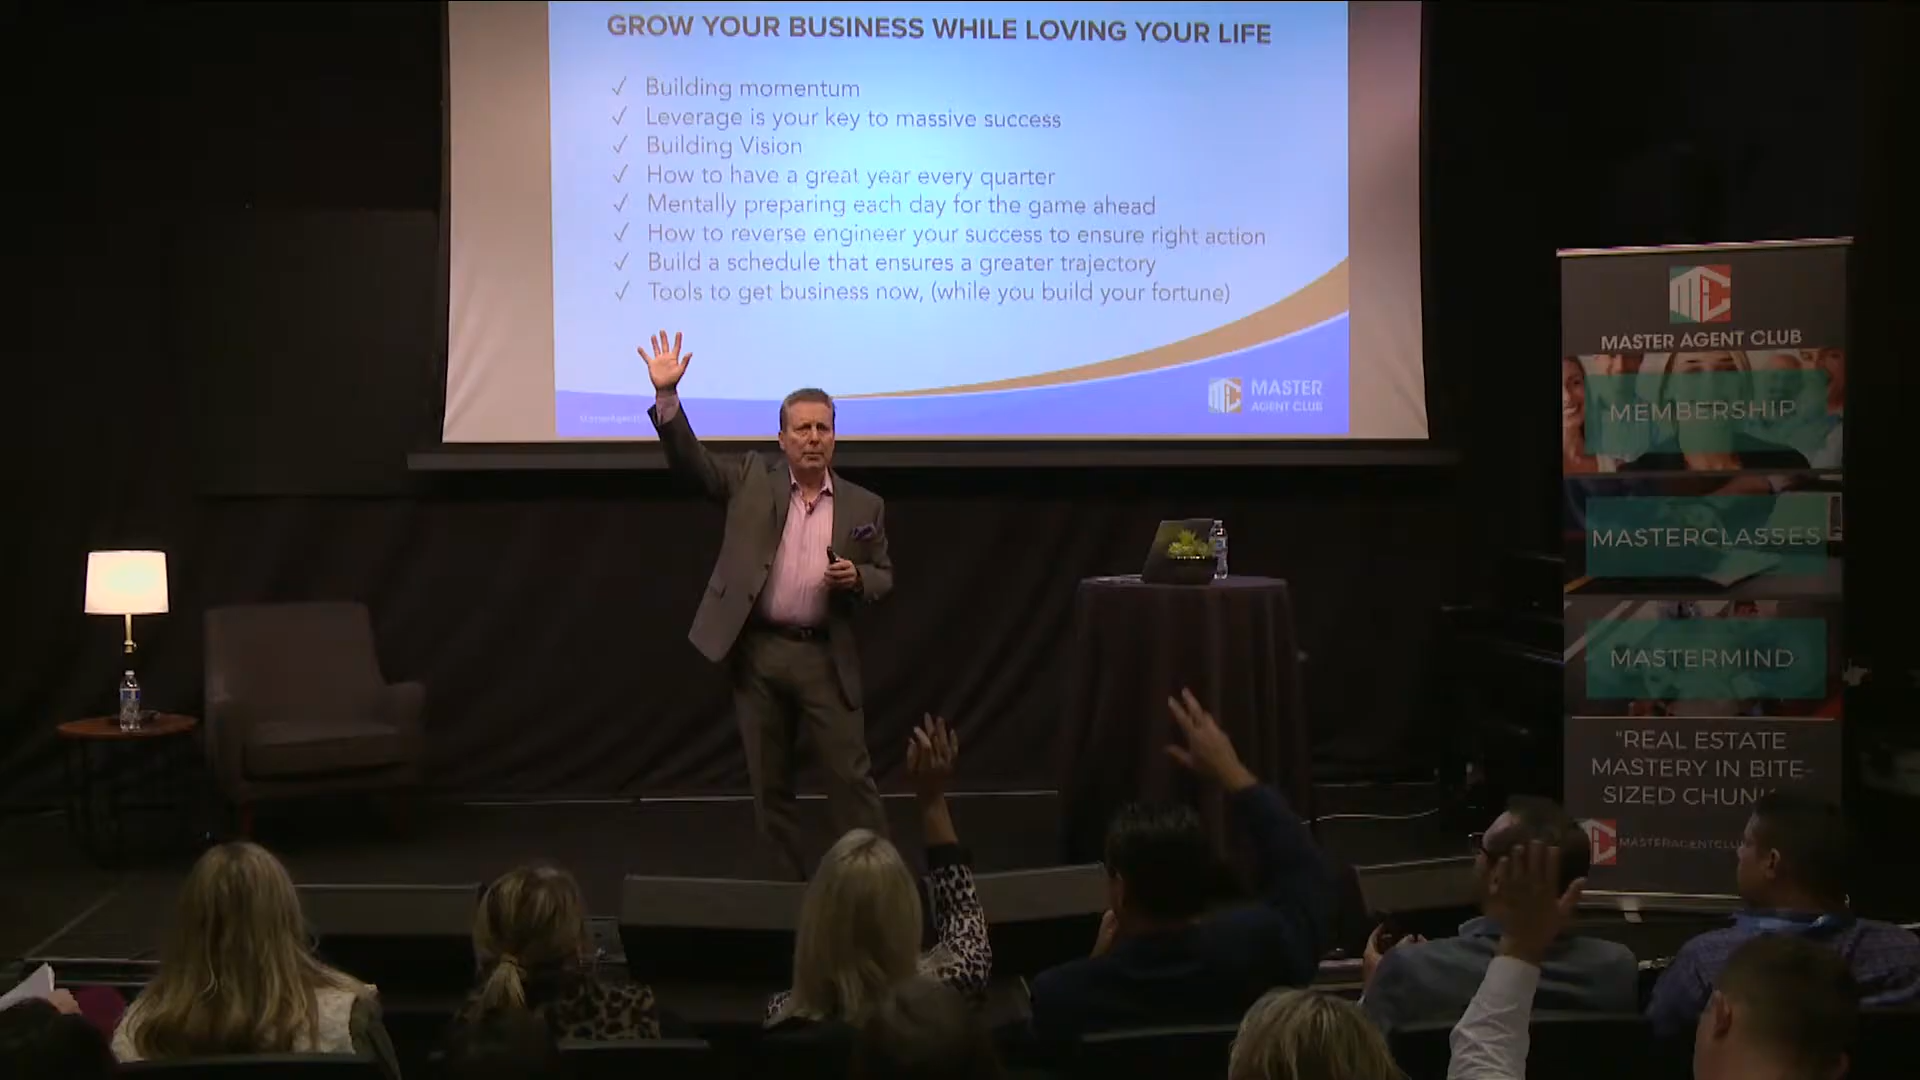 GROW YOUR BUSINESS WHILE LOVING YOUR LIFE
✓ Building momentum
✓ Leverage is your key to massive success
✓ Building Vision
✓ How to have a great year every quarter
✓ Mentally preparing each day for the game ahead
✓ How to reverse engineer your success to ensure right action
✓ Build a schedule that ensures a greater trajectory
✓ Tools to get business now, (while you build your fortune)
MASTER
AGENT CLUB
MASTER AGENT CLUB
MEMBERSHIP
MASTERCLASSES
MASTERMIND
"REAL ESTATE
MASTERY IN BITE-
SIZED